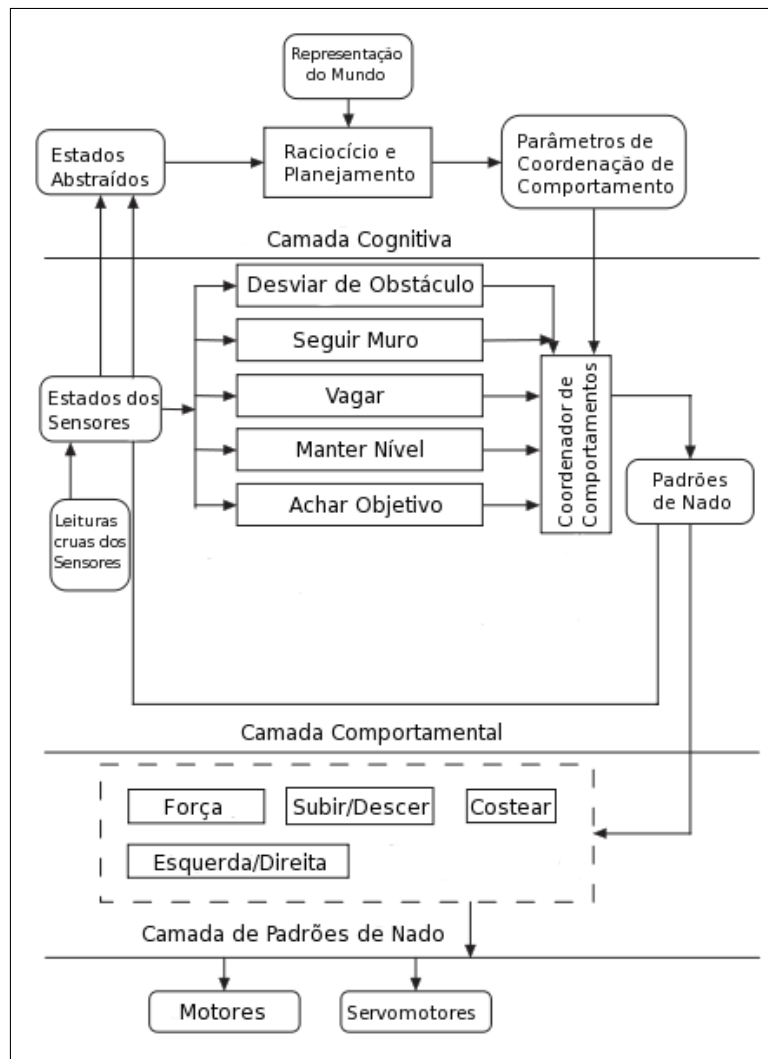 Representação
do Mundo
Estados
Abstraídos
Raciocício e
Planejamento
Parâmetros de
Coordenação de
Comportamento
Camada Cognitiva
Desviar de Obstáculo
Seguir Muro
Vagar
Manter Nível
Achar Objetivo
Estados dos
Sensores
Leituras
cruas dos
Sensores
Coordenador de
Comportamentos
Padrões
de Nado
Camada Comportamental
Força
Subir/Descer
Costear
Esquerda/Direita
Camada de Padrões de Nado
Motores
Servomotores